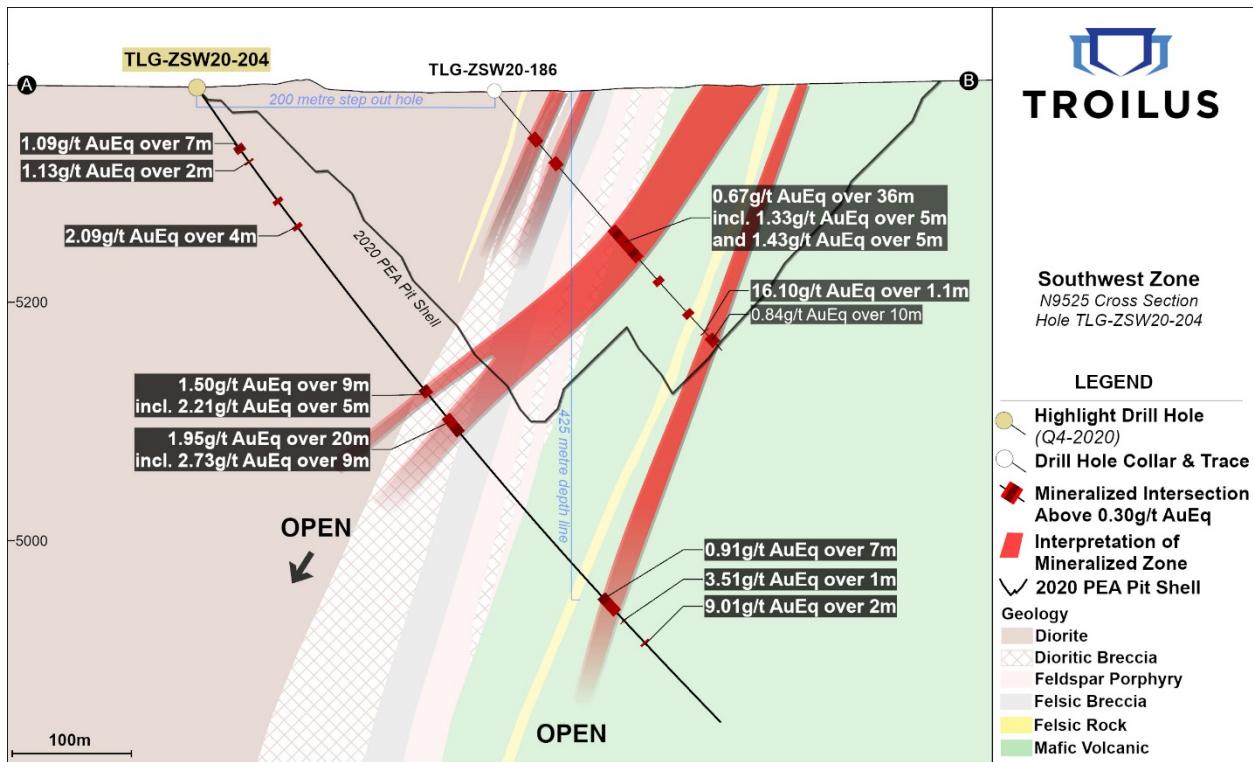 TLG-ZSW20-204
TLG-ZSW20-186
A
B
200 metre step out hole
1.09g/t AuEq over 7m
1.13g/t AuEq over 2m
2.09g/t AuEq over 4m
2020 PEA Pit Shell
0.67g/t AuEq over 36m
incl. 1.33g/t AuEq over 5m
and 1.43g/t AuEq over 5m
16.10g/t AuEq over 1.1m
0.84g/t AuEq over 10m
5200
1.50g/t AuEq over 9m
incl. 2.21g/t AuEq over 5m
1.95g/t AuEq over 20m
incl. 2.73g/t AuEq over 9m
425 metre depth line
OPEN
5000
0.91g/t AuEq over 7m
3.51g/t AuEq over 1m
9.01g/t AuEq over 2m
OPEN
100m
TROILUS
Southwest Zone
N9525 Cross Section
Hole TLG-ZSW20-204
LEGEND
Highlight Drill Hole
(Q4-2020)
Drill Hole Collar & Trace
Mineralized Intersection
Above 0.30g/t AuEq
Interpretation of
Mineralized Zone
2020 PEA Pit Shell
Geology
Diorite
Dioritic Breccia
Feldspar Porphyry
Felsic Breccia
Felsic Rock
Mafic Volcanic